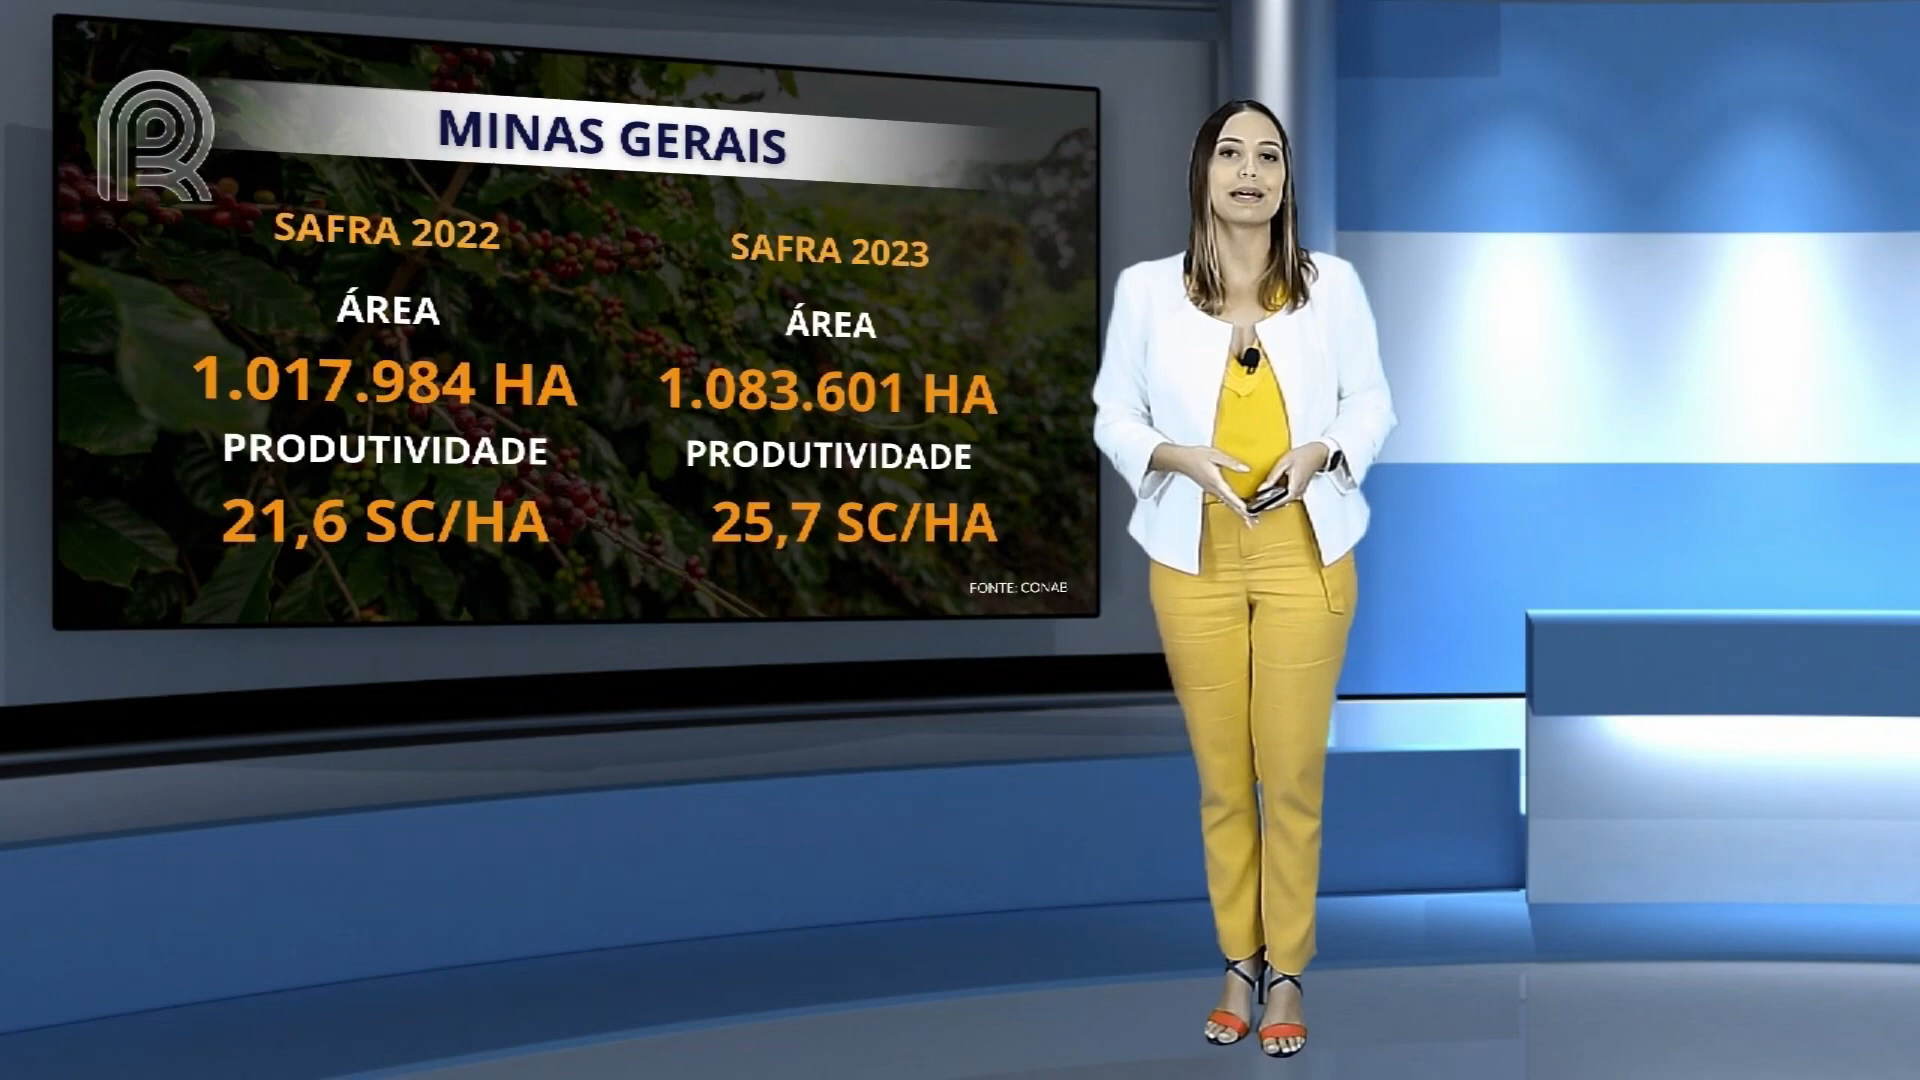 MINAS GERAIS
SAFRA 2022
ÁREA
1.017.984 HA
PRODUTIVIDADE
21,6 SC/HA
SAFRA 2023
ÁREA
1.083.601 HA
PRODUTIVIDADE
25,7 SC/HA
FONTE: CONAB